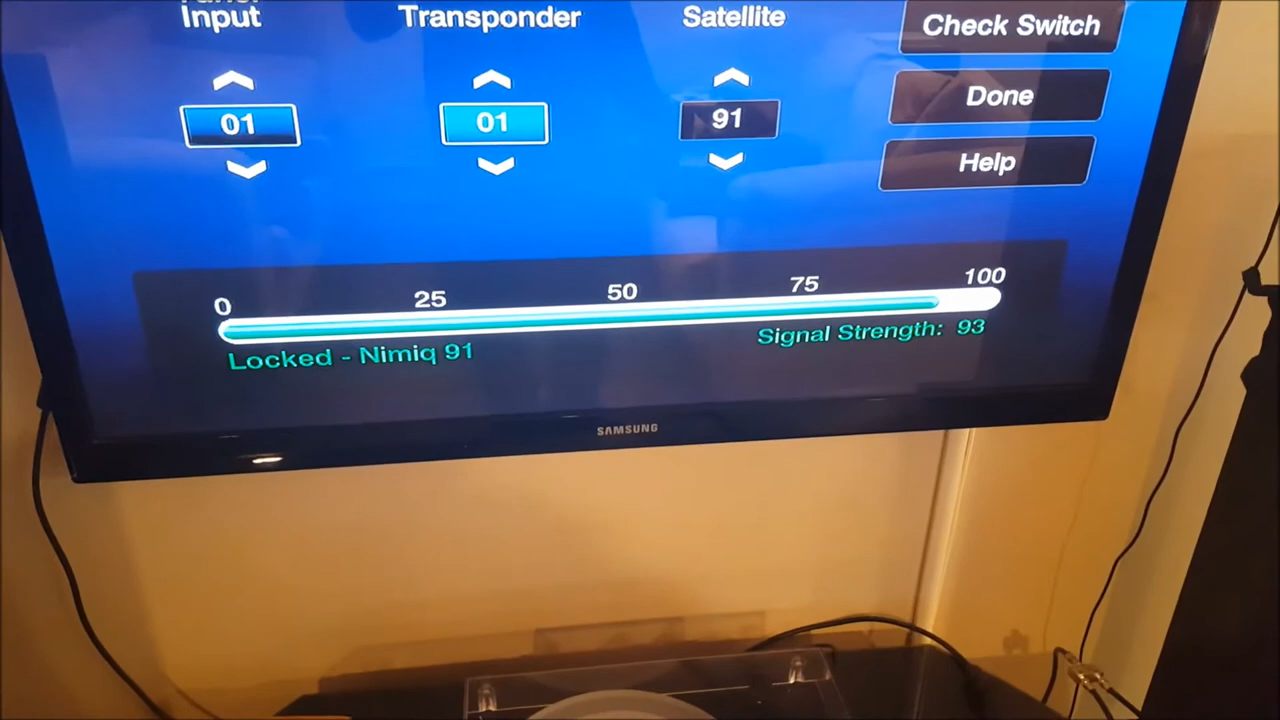 Input
Transponder
Satellite
Check Switch
01
01
91
Done
Help
0
25
50
75
100
Locked - Nimiq 91
Signal Strength: 93
SAMSUNG